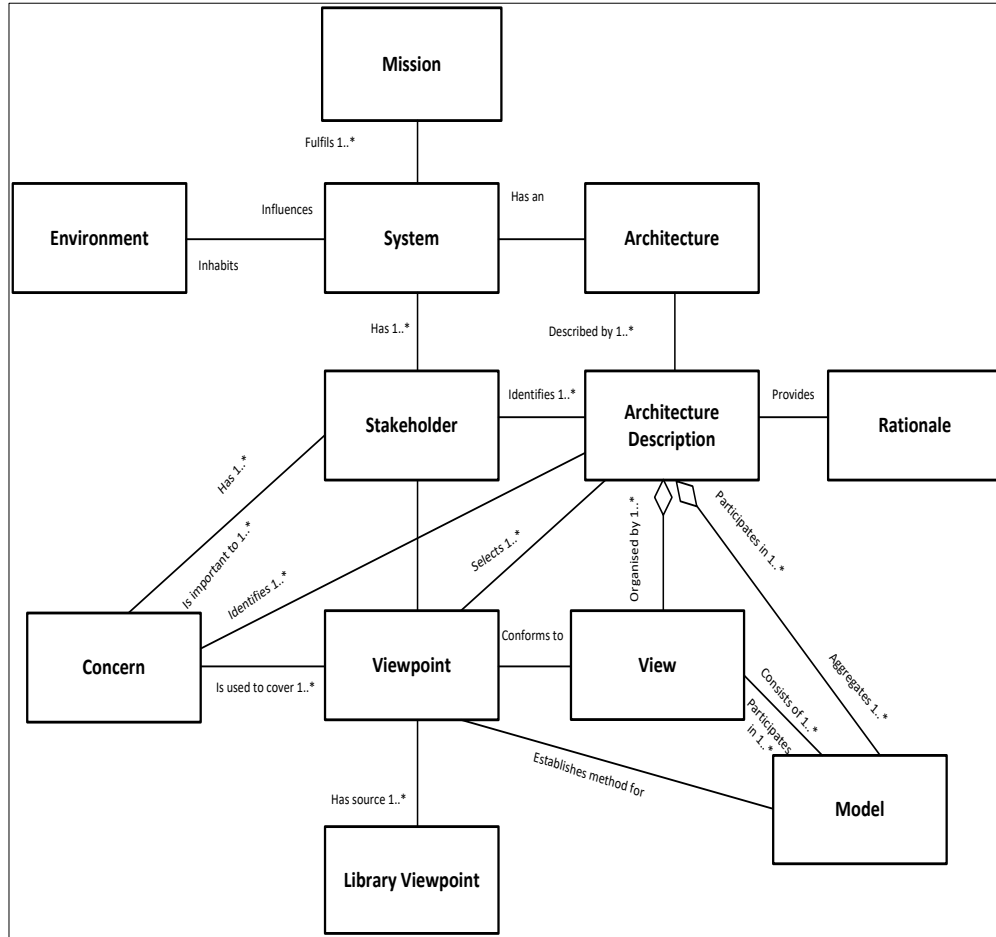 Mission
Fulfils 1..*
Environment
Influences
Inhabits
System
Has an
Architecture
Has 1..*
Described by 1..*
Stakeholder
Identifies 1..*
Architecture
Description
Provides
Rationale
Has 1..*
Is important to 1..*
Identifies 1..*
Selects 1..*
Organised by 1..*
Participates in 1..*
Aggregates 1..*
Concern
Is used to cover 1..*
Viewpoint
Conforms to
View
Consists of 1..*
Participates
in 1..*
Establishes method for
Has source 1..*
Model
Library Viewpoint